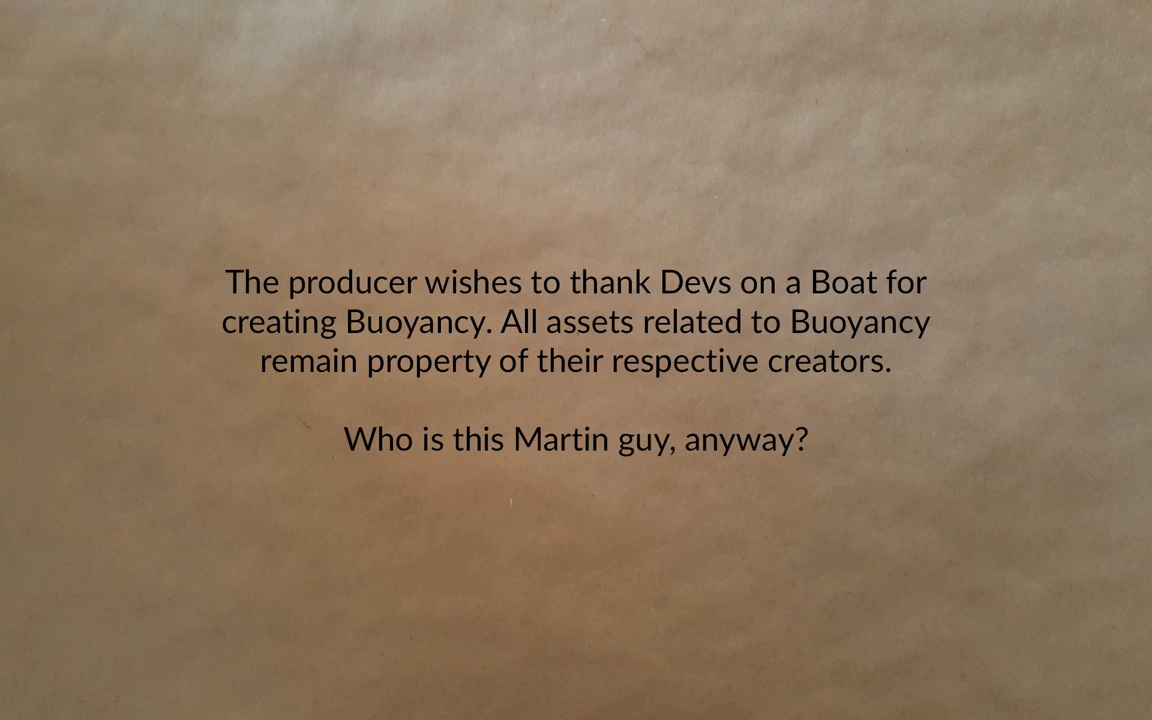 The producer wishes to thank Devs on a Boat for
creating Buoyancy. All assets related to Buoyancy
remain property of their respective creators.
Who is this Martin guy, anyway?